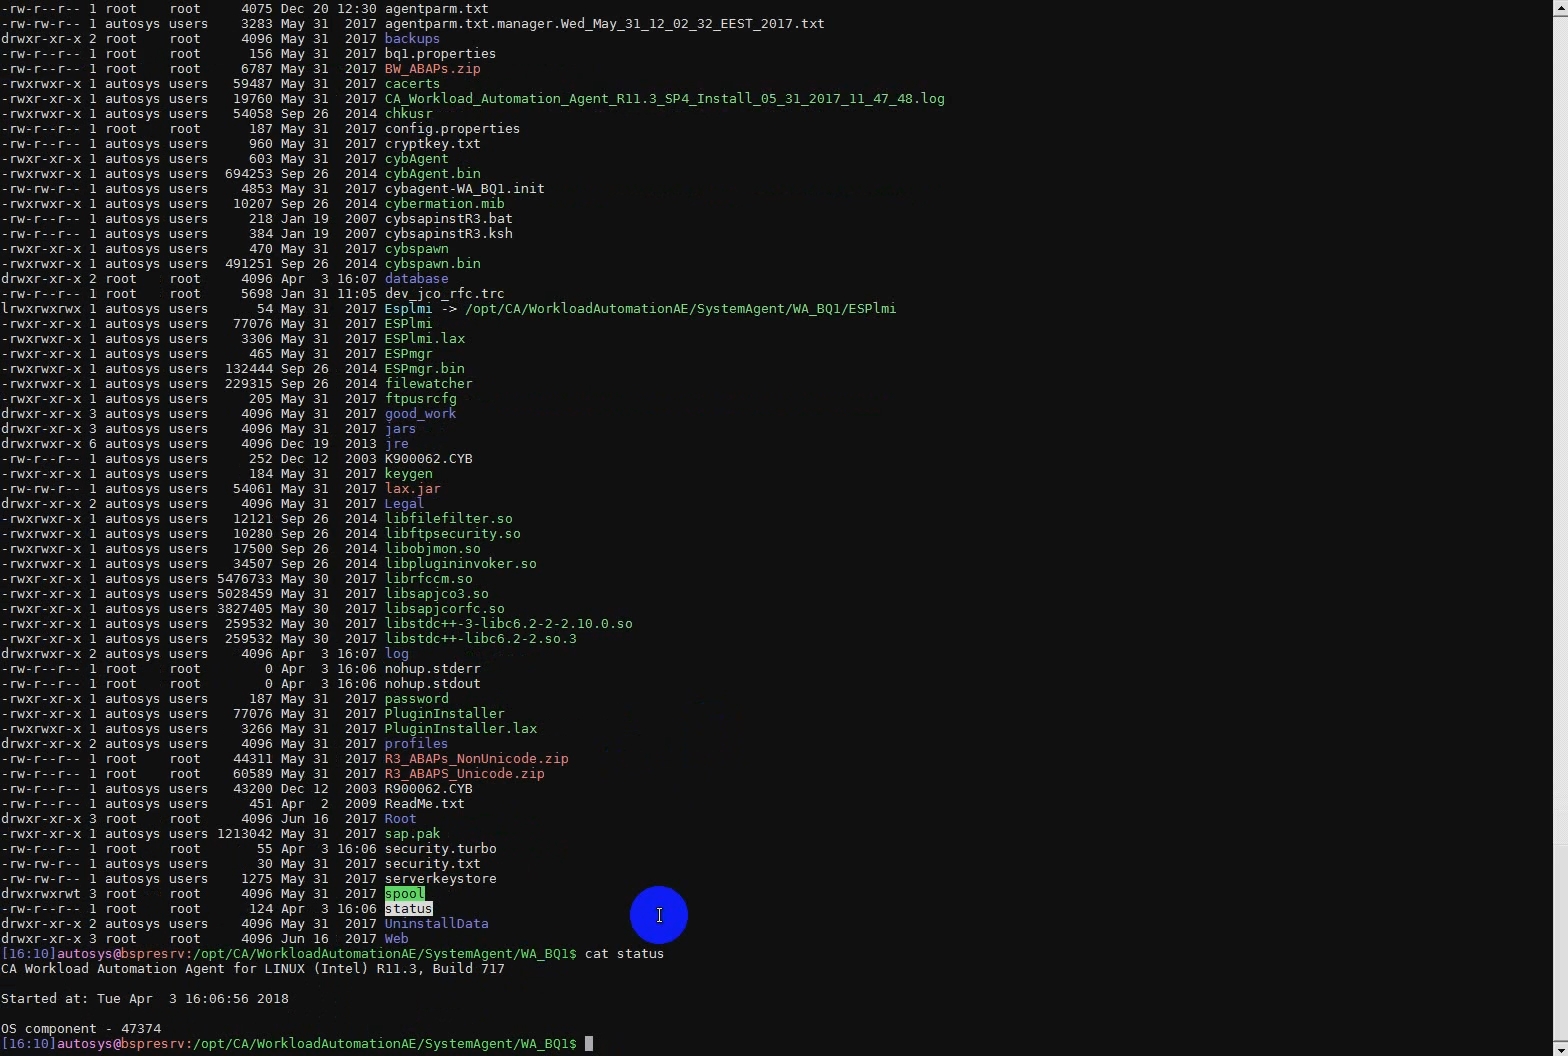 -rw-r--r-- 1 root    root     4075 Dec 20 12:30 agentparm.txt
-rw-rw-r-- 1 autosys users    3283 May 31  2017 agentparm.txt.manager.Wed_May_31_12_02_32_EEST_2017.txt
drwxr-xr-x 2 root    root     4096 May 31  2017 backups
-rw-r--r-- 1 root    root      156 May 31  2017 bq1.properties
-rw-r--r-- 1 root    root     6787 May 31  2017 BW_ABAPs.zip
-rwxrwxr-x 1 autosys users   59487 May 31  2017 cacerts
-rwxrwxr-x 1 autosys users   19760 May 31  2017 CA_Workload_Automation_Agent_R11.3_SP4_Install_05_31_2017_11_47_48.log
-rwxrwxr-x 1 autosys users   54058 Sep 26  2014 chkusr
-rw-r--r-- 1 root    root      187 May 31  2017 config.properties
-rw-r--r-- 1 autosys users     960 May 31  2017 cryptkey.txt
-rwxr-xr-x 1 autosys users     603 May 31  2017 cybAgent
-rwxr-xr-x 1 autosys users  694253 Sep 26  2014 cybAgent.bin
-rw-rw-r-- 1 autosys users    4853 May 31  2017 cybagent-WA_BQ1.init
-rwxrwxr-x 1 autosys users   10207 Sep 26  2014 cybermation.mib
-rw-r--r-- 1 autosys users     218 Jan 19  2007 cybsapinstR3.bat
-rw-r--r-- 1 autosys users     384 Jan 19  2007 cybsapinstR3.ksh
-rwxr-xr-x 1 autosys users     470 May 31  2017 cybspawn
-rwxrwxr-x 1 autosys users  491251 Sep 26  2014 cybspawn.bin
drwxr-xr-x 2 root    root     4096 Apr  3 16:07 database
-rw-r--r-- 1 root    root     5698 Jan 31 11:05 dev_jco_rfc.trc
lrwxrwxrwx 1 autosys users      54 May 31  2017 Esplmi -> /opt/CA/WorkloadAutomationAE/SystemAgent/WA_BQ1/ESPlmi
-rwxr-xr-x 1 autosys users   77076 May 31  2017 ESPlmi
-rwxr-xr-x 1 autosys users    3306 May 31  2017 ESPlmi.lax
-rwxr-xr-x 1 autosys users     465 May 31  2017 ESPmgr
-rwxrwxr-x 1 autosys users  132444 Sep 26  2014 ESPmgr.bin
-rwxrwxr-x 1 autosys users  229315 Sep 26  2014 filewatcher
-rwxr-xr-x 1 autosys users     205 May 31  2017 ftpusrcfg
drwxr-xr-x 3 autosys users    4096 May 31  2017 good_work
drwxr-xr-x 3 autosys users    4096 May 31  2017 jars
drwxrwxr-x 6 autosys users    4096 Dec 19  2013 jre
-rw-r--r-- 1 autosys users     252 Dec 12  2003 K900062.CYB
-rwxr-xr-x 1 autosys users     184 May 31  2017 keygen
-rw-rw-r-- 1 autosys users   54061 May 31  2017 lax.jar
drwxr-xr-x 2 autosys users    4096 May 31  2017 Legal
-rwxrwxr-x 1 autosys users   12121 Sep 26  2014 libfilefilter.so
-rwxrwxr-x 1 autosys users   10280 Sep 26  2014 libftpsecurity.so
-rwxrwxr-x 1 autosys users   17500 Sep 26  2014 libobjmon.so
-rwxrwxr-x 1 autosys users   34507 Sep 26  2014 libplugininvoker.so
-rwxr-xr-x 1 autosys users 5476733 May 30  2017 librfccm.so
-rwxr-xr-x 1 autosys users 5028459 May 31  2017 libsapjco3.so
-rwxr-xr-x 1 autosys users 3827405 May 30  2017 libsapjcorfc.so
-rwxr-xr-x 1 autosys users  259532 May 30  2017 libstdc++-3-libc6.2-2-2.10.0.so
-rwxr-xr-x 1 autosys users  259532 May 30  2017 libstdc++-libc6.2-2.so.3
drwxrwxr-x 2 autosys users    4096 Apr  3 16:07 log
-rw-r--r-- 1 root    root        0 Apr  3 16:06 nohup.stderr
-rw-r--r-- 1 root    root        0 Apr  3 16:06 nohup.stdout
-rwxr-xr-x 1 autosys users     187 May 31  2017 password
-rwxr-xr-x 1 autosys users   77076 May 31  2017 PluginInstaller
-rwxr-xr-x 1 autosys users    3266 May 31  2017 PluginInstaller.lax
drwxr-xr-x 2 autosys users    4096 May 31  2017 profiles
-rw-r--r-- 1 root    root    44311 May 31  2017 R3_ABAPs_NonUnicode.zip
-rw-r--r-- 1 root    root    60589 May 31  2017 R3_ABAPS_Unicode.zip
-rw-r--r-- 1 autosys users   43200 Dec 12  2003 R900062.CYB
-rw-r--r-- 1 autosys users     451 Apr  2  2009 ReadMe.txt
drwxr-xr-x 3 root    root     4096 Jun 16  2017 Root
-rwxr-xr-x 1 autosys users 1213042 May 31  2017 sap.pak
-rw-r--r-- 1 root    root       55 Apr  3 16:06 security.turbo
-rw-rw-r-- 1 autosys users      30 May 31  2017 security.txt
-rw-rw-r-- 1 autosys users    1275 May 31  2017 serverkeystore
drwxrwxrwt 3 root    root     4096 May 31  2017 spool
-rw-r--r-- 1 root    root      124 Apr  3 16:06 status
drwxrwxr-x 2 autosys users    4096 May 31  2017 UninstallData
drwxr-xr-x 3 root    root     4096 Jun 16  2017 Web
[16:10]autosys@bspresrv:/opt/CA/WorkloadAutomationAE/SystemAgent/WA_BQ1$ cat status
CA Workload Automation Agent for LINUX (Intel) R11.3, Build 717
Started at: Tue Apr  3 16:06:56 2018
OS component - 47374
[16:10]autosys@bspresrv:/opt/CA/WorkloadAutomationAE/SystemAgent/WA_BQ1$